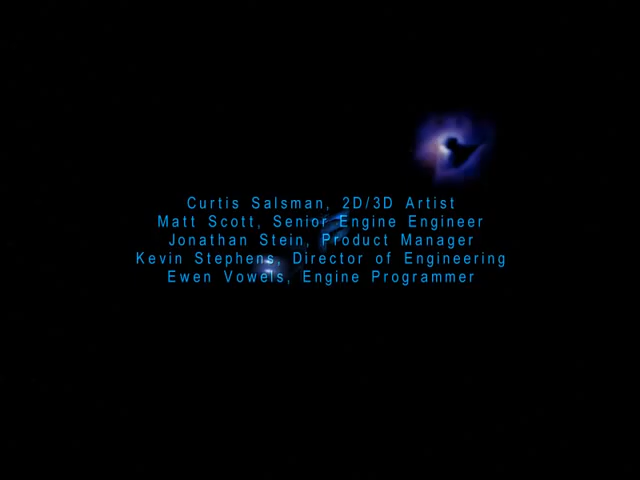 Curtis Salsman, 2D/3D Artist
Matt Scott, Senior Engine Engineer
Jonathan Stein, Product Manager
Kevin Stephens, Director of Engineering
Ewen Vowels, Engine Programmer